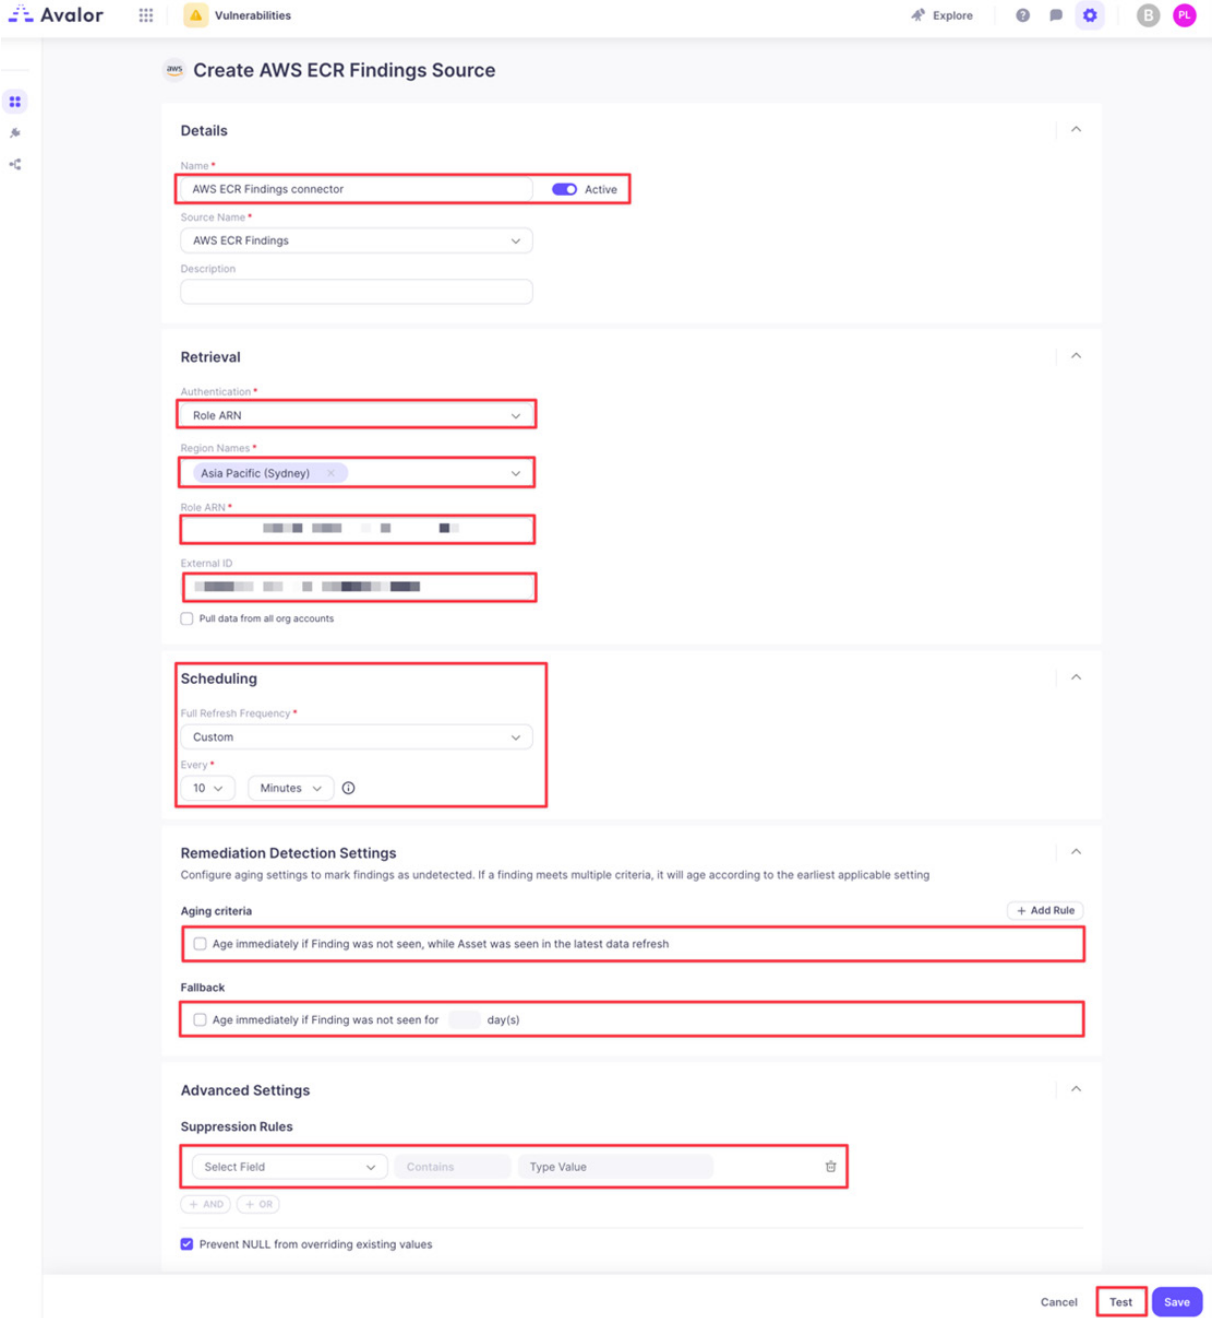 Avalor
Vulnerabilities
Explore
B
PL
aws
Create AWS ECR Findings Source
Details
Name *
AWS ECR Findings connector
Active
Source Name *
AWS ECR Findings
Description
Retrieval
Authentication *
Role ARN
Region Names *
Asia Pacific (Sydney) ×
Role ARN *
External ID
Pull data from all org accounts
Scheduling
Full Refresh Frequency *
Custom
Every *
10 Minutes
Remediation Detection Settings
Configure aging settings to mark findings as undetected. If a finding meets multiple criteria, it will age according to the earliest applicable setting
Aging criteria
+ Add Rule
Age immediately if Finding was not seen, while Asset was seen in the latest data refresh
Fallback
Age immediately if Finding was not seen for day(s)
Advanced Settings
Suppression Rules
Select Field Contains Type Value
+ AND + OR
Prevent NULL from overriding existing values
Cancel Test Save